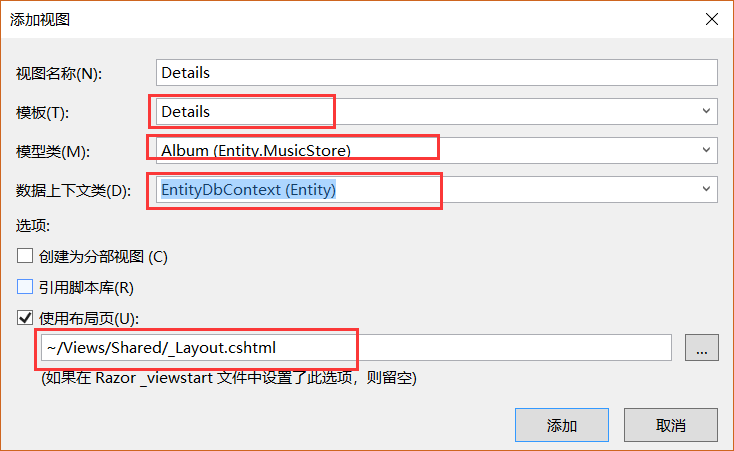 添加视图
视图名称(N): Details
模板(T): Details
模型类(M): Album (Entity.MusicStore)
数据上下文类(D): EntityDbContext (Entity)
选项:
创建为分部视图 (C)
引用脚本库(R)
使用布局页(U):
~/Views/Shared/_Layout.cshtml ...
(如果在 Razor _viewstart 文件中设置了此选项，则留空)
添加 取消